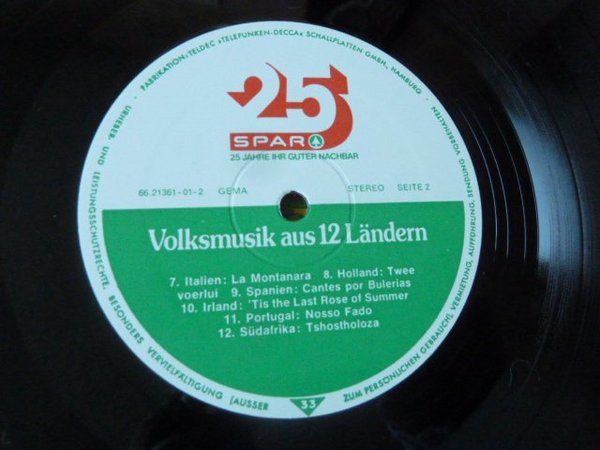 FABRIKATION: TELDEC »TELEFUNKEN-DECCA« SCHALLPLATTEN GMBH., HAMBURG
URHEBER- UND LEISTUNGSSCHUTZRECHTE, BESONDERS VERVIELFÄLTIGUNG (AUSSER
ZUM PERSÖNLICHEN GEBRAUCH), VERMIETUNG, AUFFÜHRUNG, SENDUNG VORBEHALTEN
25
SPAR
25 JAHRE IHR GUTER NACHBAR
66.21361-01-2 GEMA STEREO SEITE 2
Volksmusik aus 12 Ländern
7. Italien: La Montanara 8. Holland: Twee
voerlui 9. Spanien: Cantes por Bulerias
10. Irland: 'Tis the Last Rose of Summer
11. Portugal: Nosso Fado
12. Südafrika: Tshostholoza
33